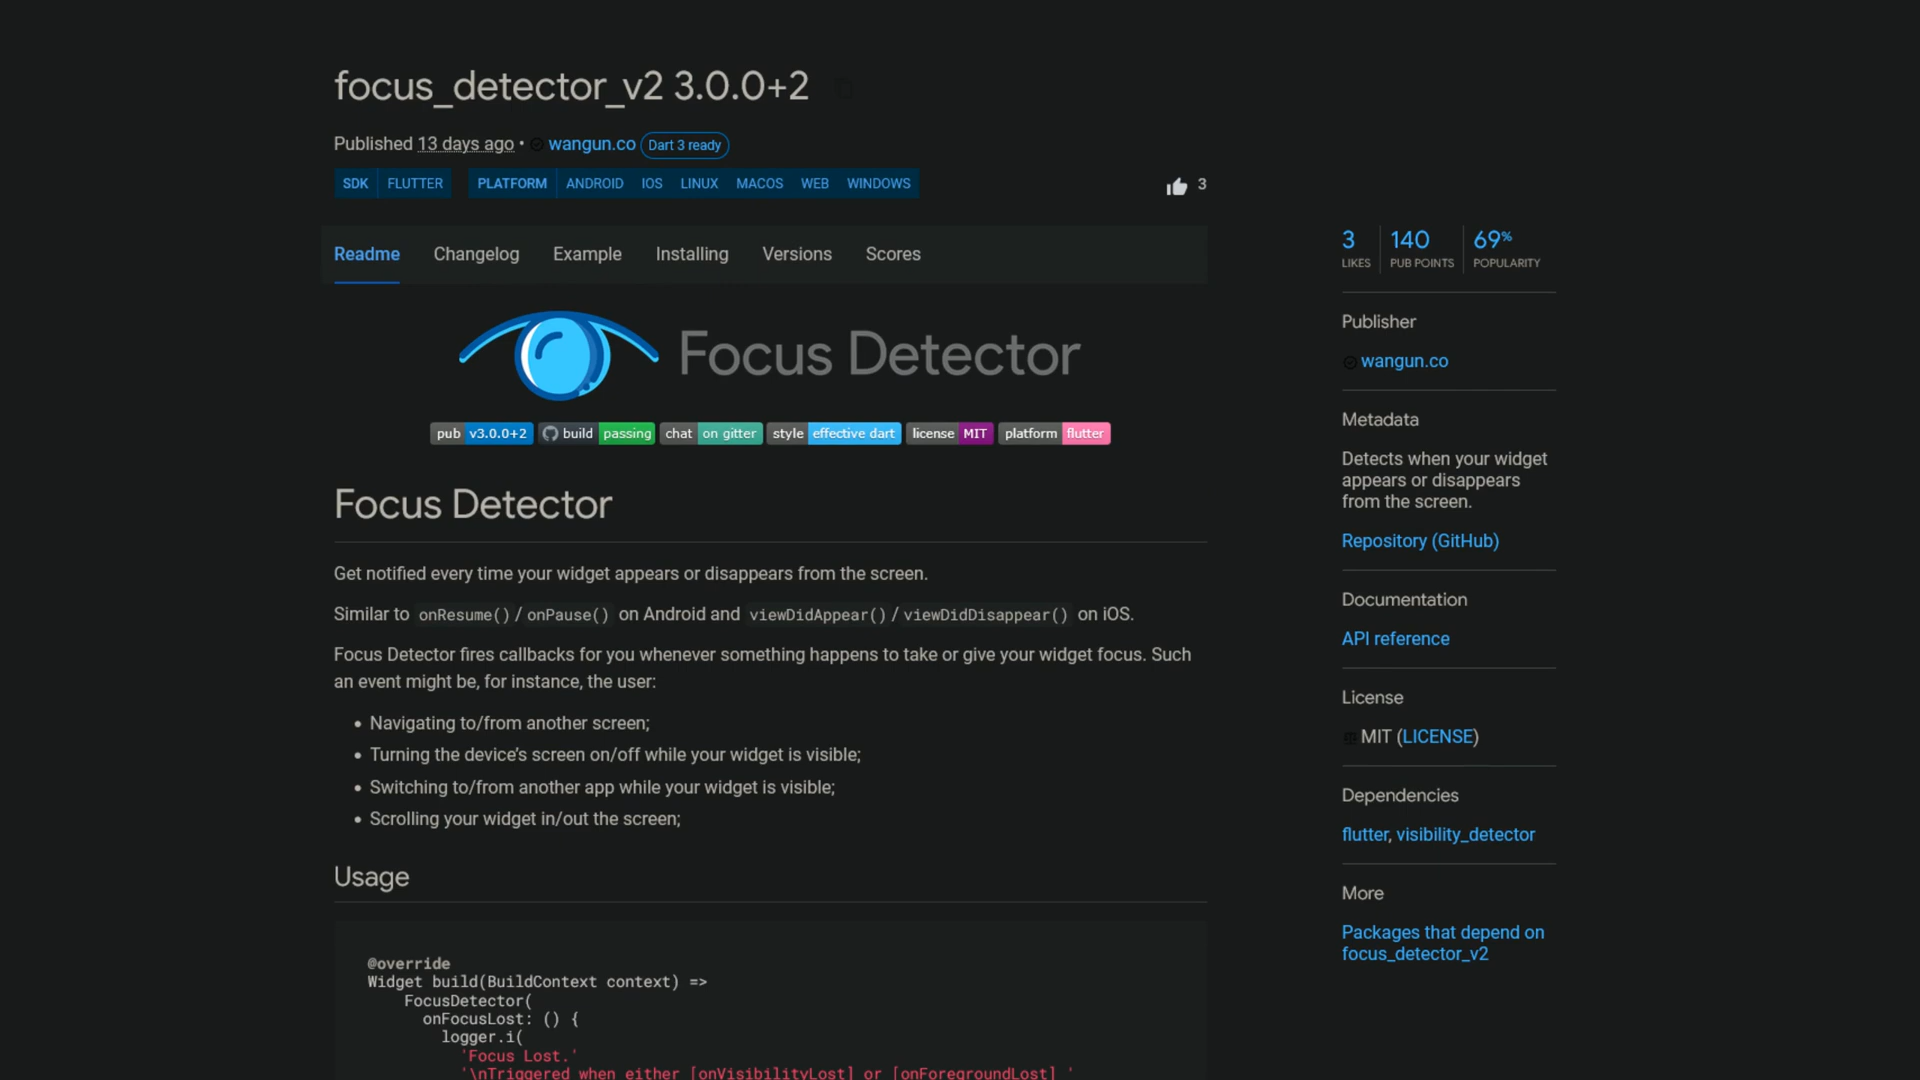 focus_detector_v2 3.0.0+2
Published 13 days ago • wangun.co Dart 3 ready
SDK FLUTTER PLATFORM ANDROID IOS LINUX MACOS WEB WINDOWS
3
Readme Changelog Example Installing Versions Scores
Focus Detector
pub v3.0.0+2 build passing chat on gitter style effective dart license MIT platform flutter
Focus Detector
Get notified every time your widget appears or disappears from the screen.
Similar to onResume() / onPause() on Android and viewDidAppear() / viewDidDisappear() on iOS.
Focus Detector fires callbacks for you whenever something happens to take or give your widget focus. Such
an event might be, for instance, the user:
• Navigating to/from another screen;
• Turning the device's screen on/off while your widget is visible;
• Switching to/from another app while your widget is visible;
• Scrolling your widget in/out the screen;
Usage
@override
Widget build(BuildContext context) =>
FocusDetector(
onFocusLost: () {
logger.i(
'Focus Lost.'
'\nTriggered when either [onVisibilityLost] or [onForegroundLost] '
3 140 69%
LIKES PUB POINTS POPULARITY
Publisher
wangun.co
Metadata
Detects when your widget
appears or disappears
from the screen.
Repository (GitHub)
Documentation
API reference
License
MIT (LICENSE)
Dependencies
flutter, visibility_detector
More
Packages that depend on
focus_detector_v2